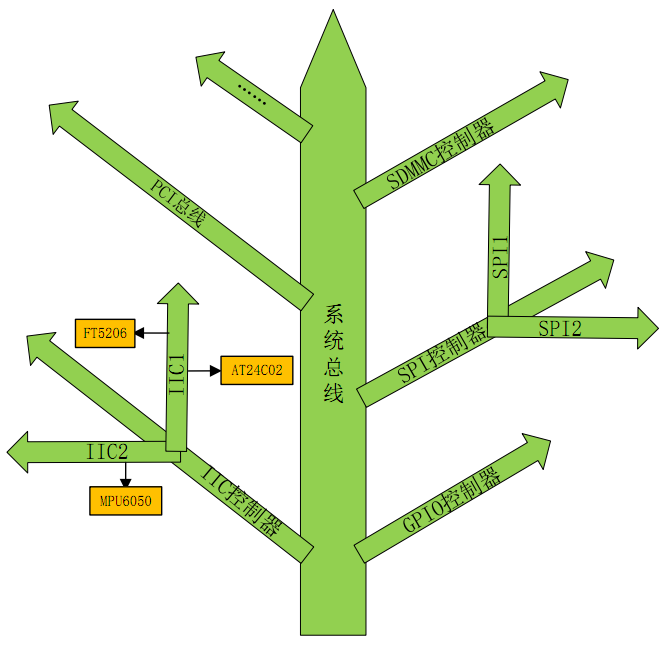 ……
SDMMC控制器
PCI总线
SPI1
系统总线
FT5206
IIC1
AT24C02
SPI控制器
SPI2
IIC2
MPU6050
IIC控制器
GPIO控制器